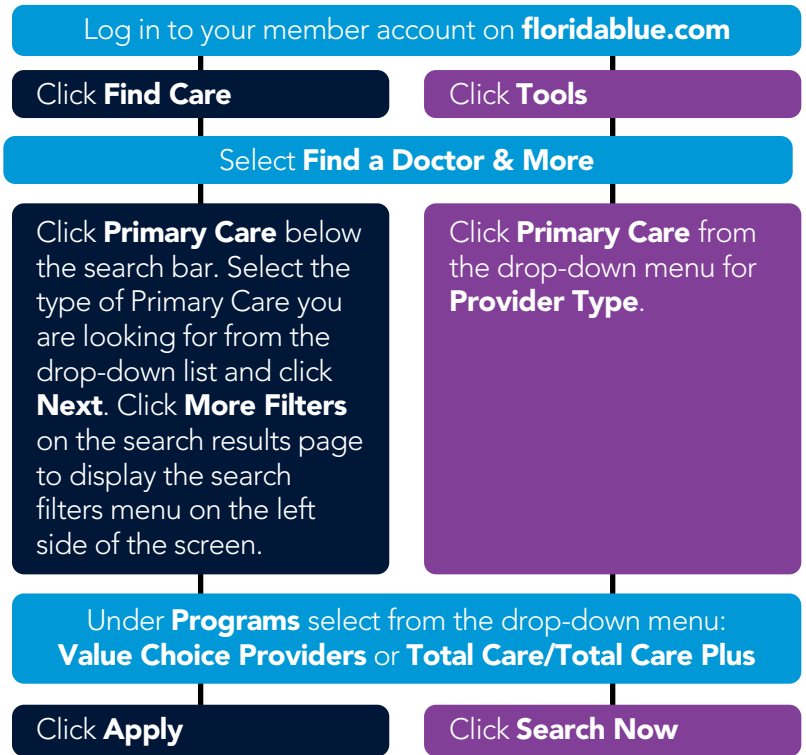 Log in to your member account on floridablue.com
Click Find Care
Click Tools
Select Find a Doctor & More
Click Primary Care below
the search bar. Select the
type of Primary Care you
are looking for from the
drop-down list and click
Next. Click More Filters
on the search results page
to display the search
filters menu on the left
side of the screen.
Click Primary Care from
the drop-down menu for
Provider Type.
Under Programs select from the drop-down menu:
Value Choice Providers or Total Care/Total Care Plus
Click Apply
Click Search Now